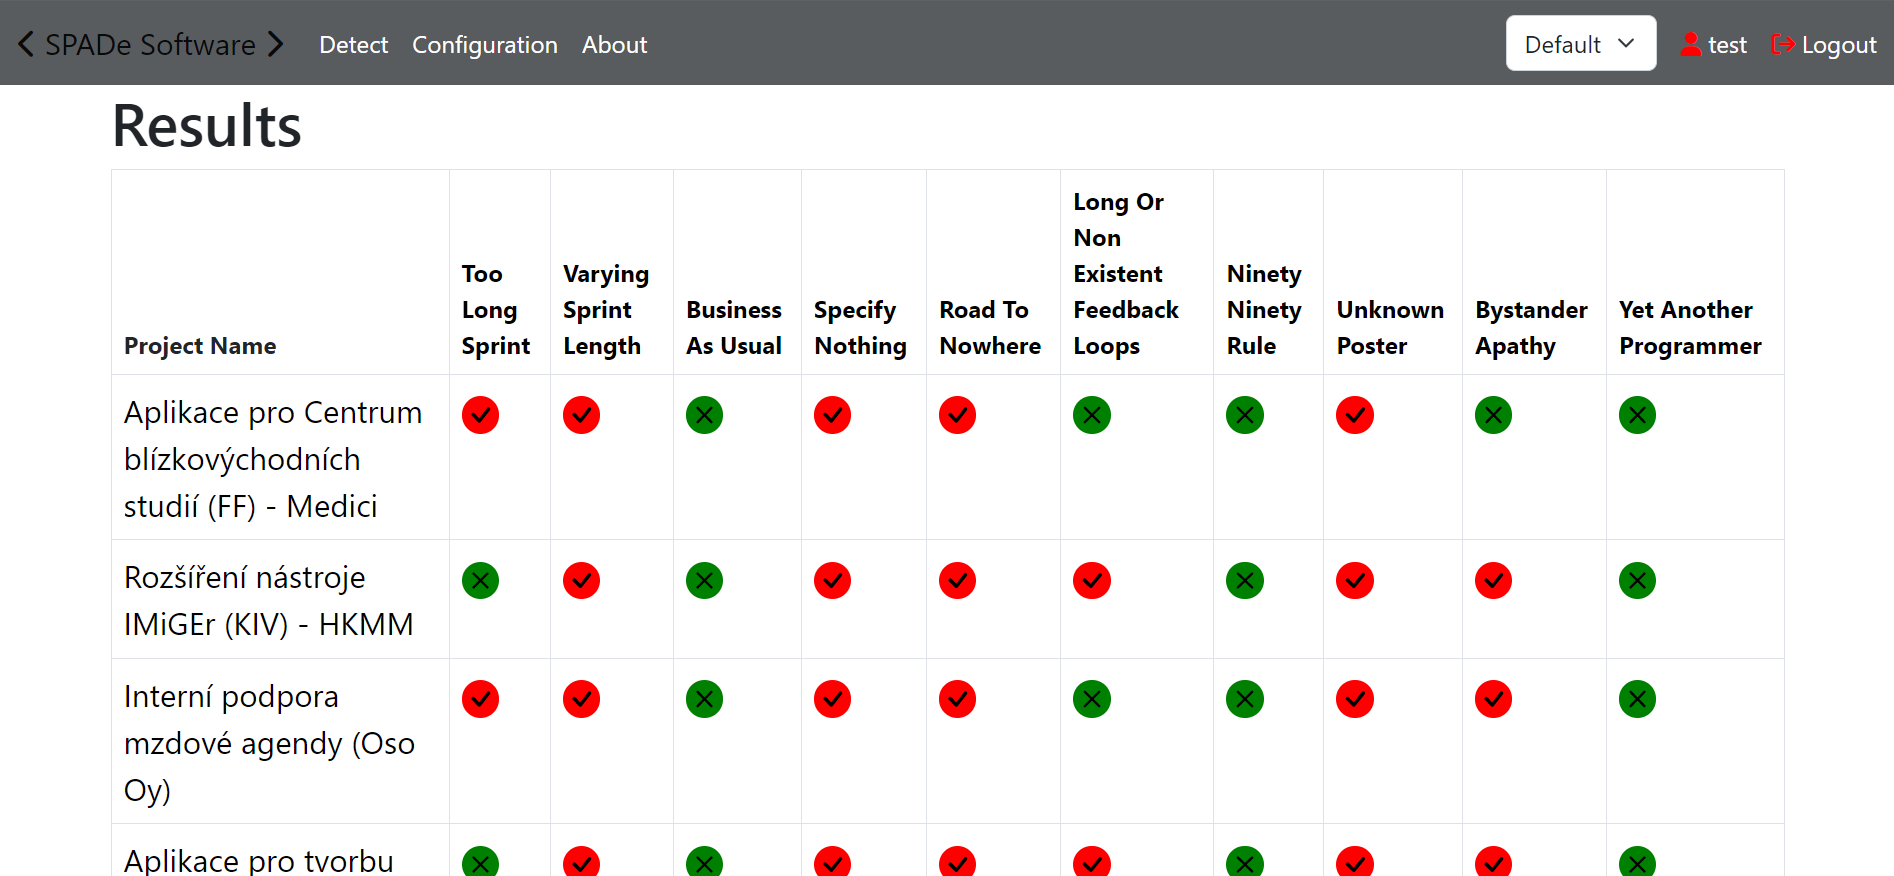 SPADe Software Detect Configuration About Default test Logout
Results
Project Name
Too
Long
Sprint
Varying
Sprint
Length
Business
As Usual
Specify
Nothing
Road To
Nowhere
Long Or
Non
Existent
Feedback
Loops
Ninety
Ninety
Rule
Unknown
Poster
Bystander
Apathy
Yet Another
Programmer
Aplikace pro Centrum
blízkovýchodních
studií (FF) - Medici
Rozšíření nástroje
IMiGEr (KIV) - HKMM
Interní podpora
mzdové agendy (Oso
Oy)
Aplikace pro tvorbu